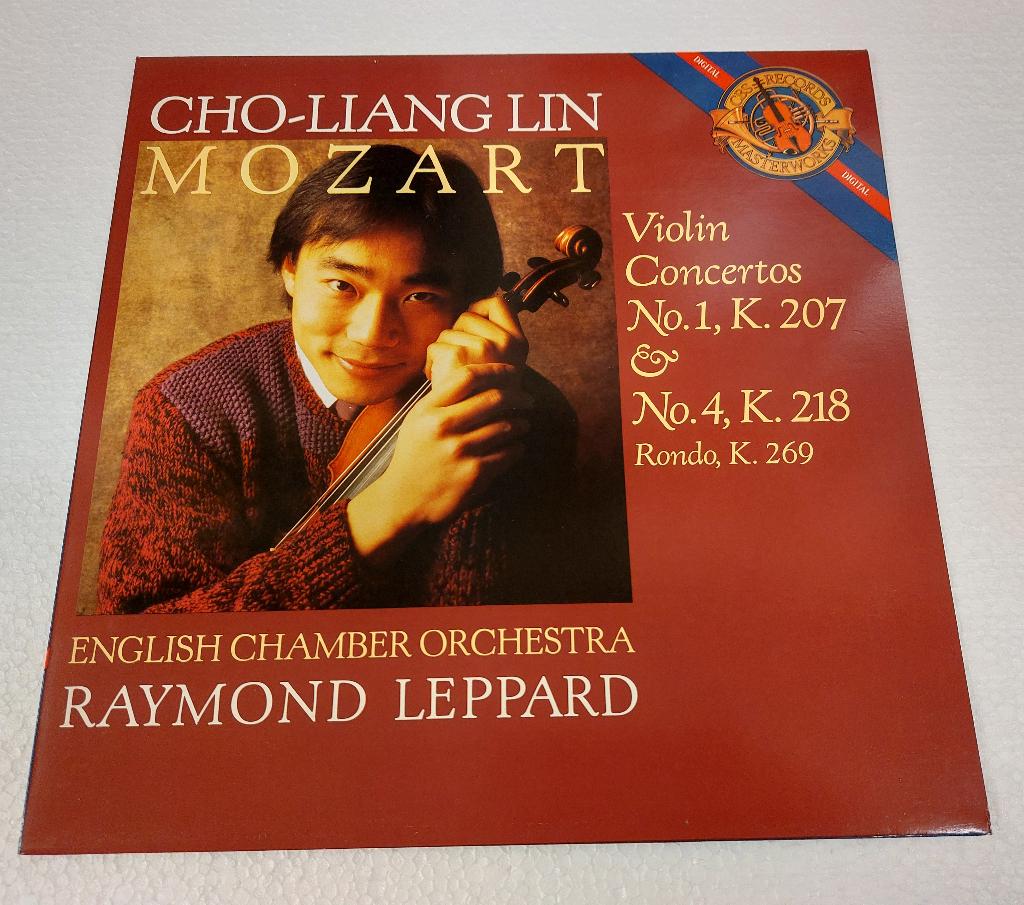 CHO-LIANG LIN
MOZART
DIGITAL
CBS RECORDS
MASTERWORKS
DIGITAL
Violin
Concertos
No.1, K. 207
&
No.4, K. 218
Rondo, K. 269
ENGLISH CHAMBER ORCHESTRA
RAYMOND LEPPARD